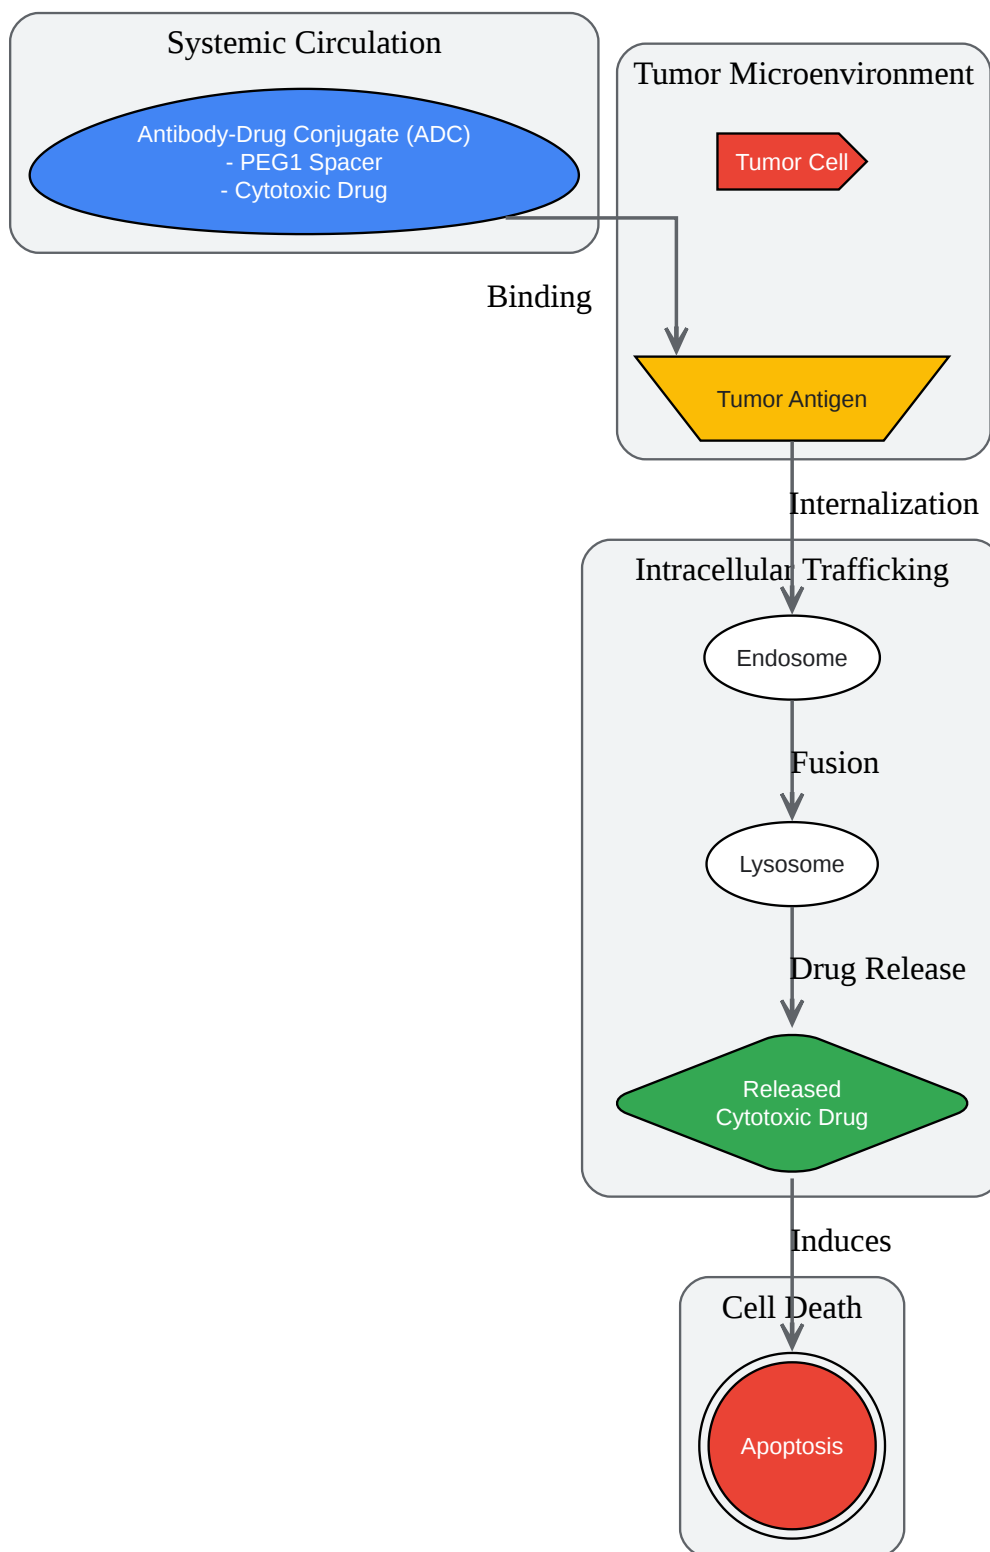 Systemic Circulation
Antibody-Drug Conjugate (ADC)
- PEG1 Spacer
- Cytotoxic Drug
Tumor Microenvironment
Tumor Cell
Binding
Tumor Antigen
Internalization
Intracellular Trafficking
Endosome
Fusion
Lysosome
Drug Release
Released
Cytotoxic Drug
Induces
Cell Death
Apoptosis